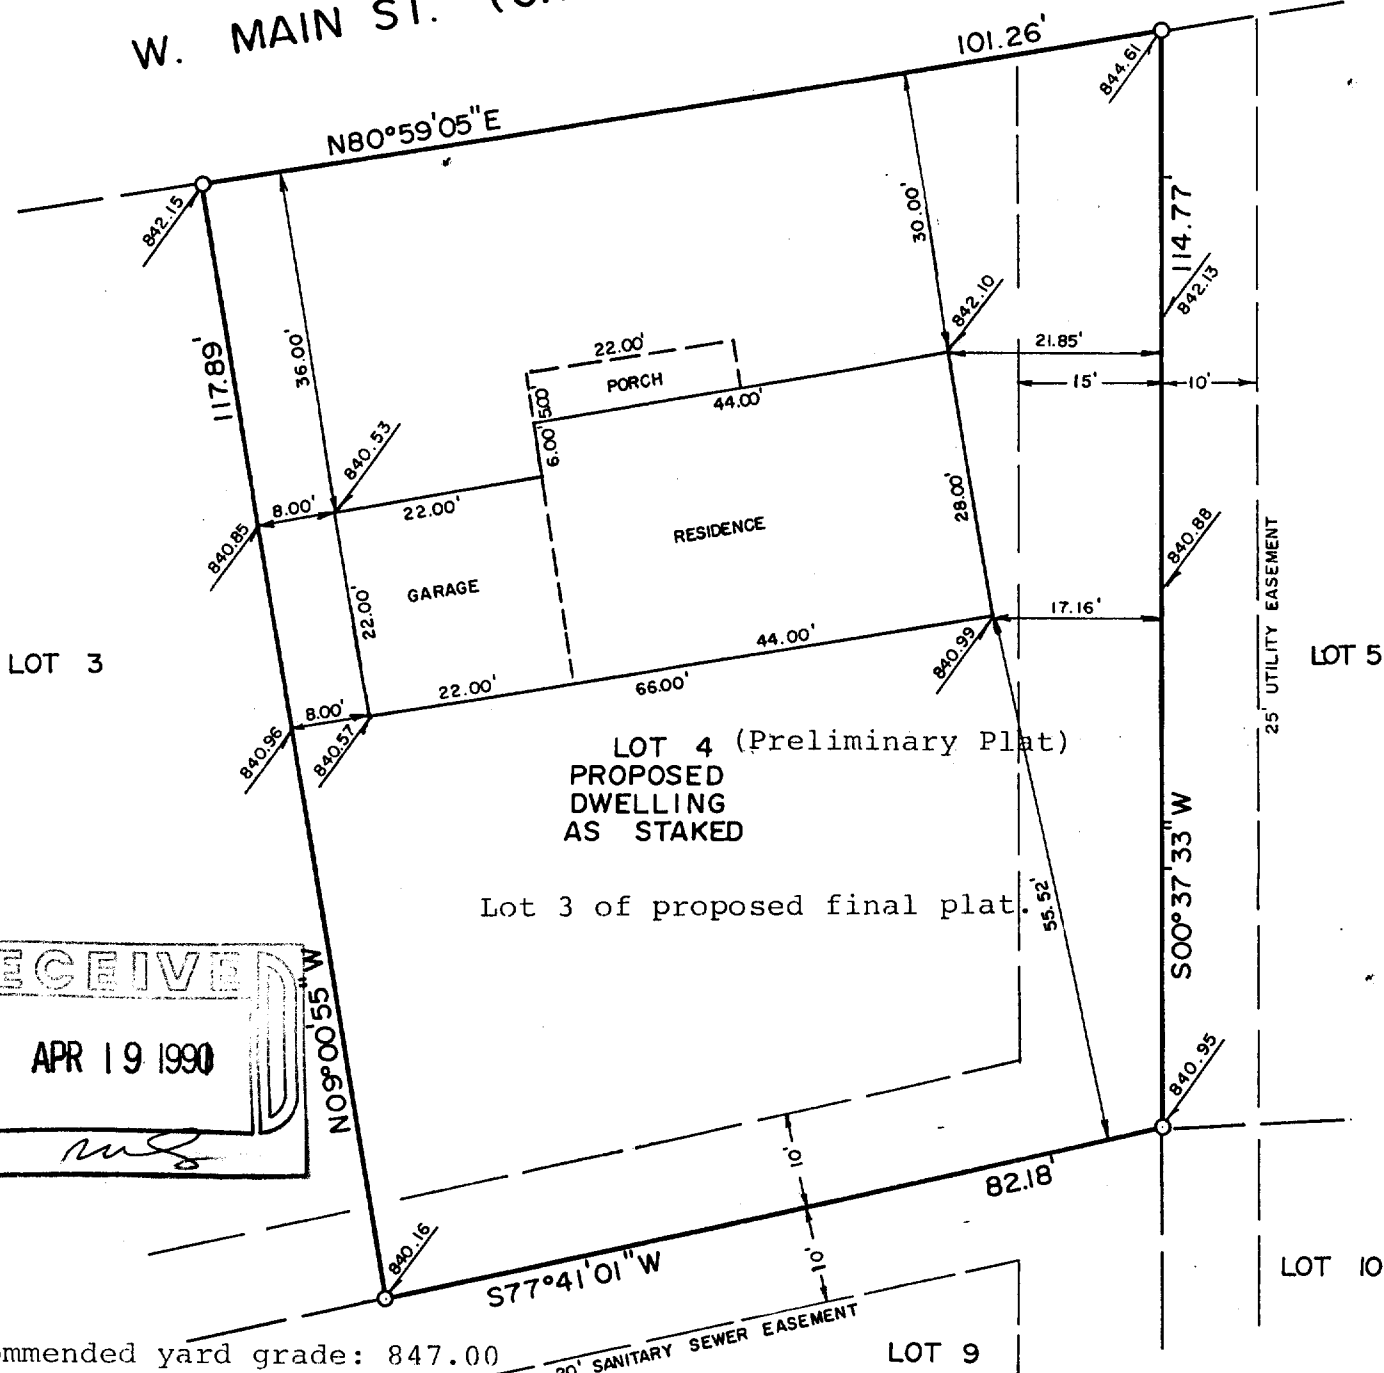 W. MAIN ST.
101.26'
844.61
N80°59'05"E
842.15
30.00'
114.77'
842.13
842.10
36.00'
117.89'
22.00'
PORCH
21.85'
15'
10'
5.00'
44.00'
6.00'
840.53
8.00'
22.00'
840.85
28.00'
RESIDENCE
840.88
GARAGE
22.00'
25' UTILITY EASEMENT
17.16'
44.00'
840.99
LOT 3
LOT 5
22.00'
66.00'
8.00'
840.96
840.57
LOT 4 (Preliminary Plat)
PROPOSED
DWELLING
AS STAKED
S00°37'33"W
55.52'
Lot 3 of proposed final plat.
ECEIVE
N09°00'55"W
APR 19 1990
840.95
10'
82.18'
840.16
10'
S77°41'01"W
LOT 10
20' SANITARY SEWER EASEMENT
LOT 9
ommended yard grade: 847.00